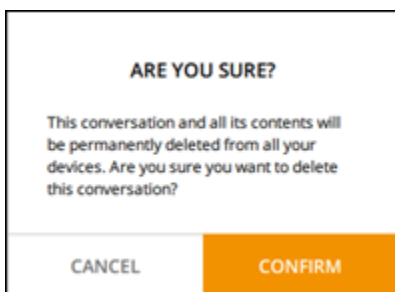 ARE YOU SURE?
This conversation and all its contents will
be permanently deleted from all your
devices. Are you sure you want to delete
this conversation?
CANCEL CONFIRM